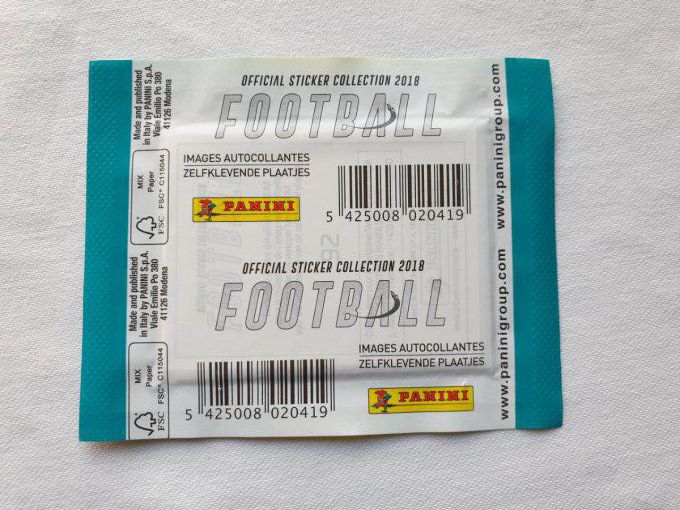 OFFICIAL STICKER COLLECTION 2018
FOOTBALL
IMAGES AUTOCOLLANTES
ZELFKLEVENDE PLAATJES
PANINI
5 425008 020419
OFFICIAL STICKER COLLECTION 2018
FOOTBALL
IMAGES AUTOCOLLANTES
ZELFKLEVENDE PLAATJES
5 425008 020419
PANINI
Made and published
in Italy by PANINI S.p.A.
Viale Emilio Po 380
41126 Modena
MIX
Paper
FSC
FSC® C115044
Made and published
in Italy by PANINI S.p.A.
Viale Emilio Po 380
41126 Modena
MIX
Paper
FSC
FSC® C115044
www.paninigroup.com
www.paninigroup.com